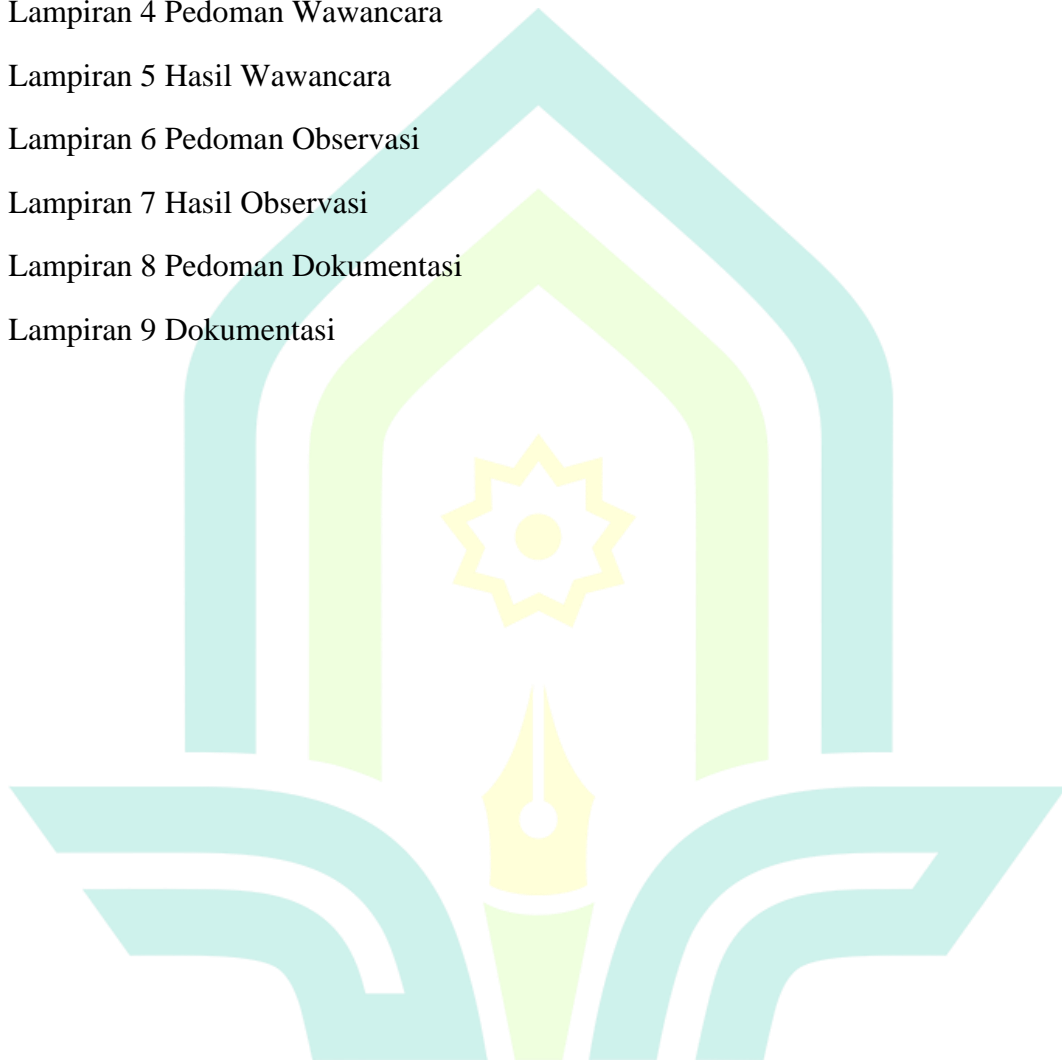 Lampiran 4 Pedoman Wawancara
Lampiran 5 Hasil Wawancara
Lampiran 6 Pedoman Observasi
Lampiran 7 Hasil Observasi
Lampiran 8 Pedoman Dokumentasi
Lampiran 9 Dokumentasi